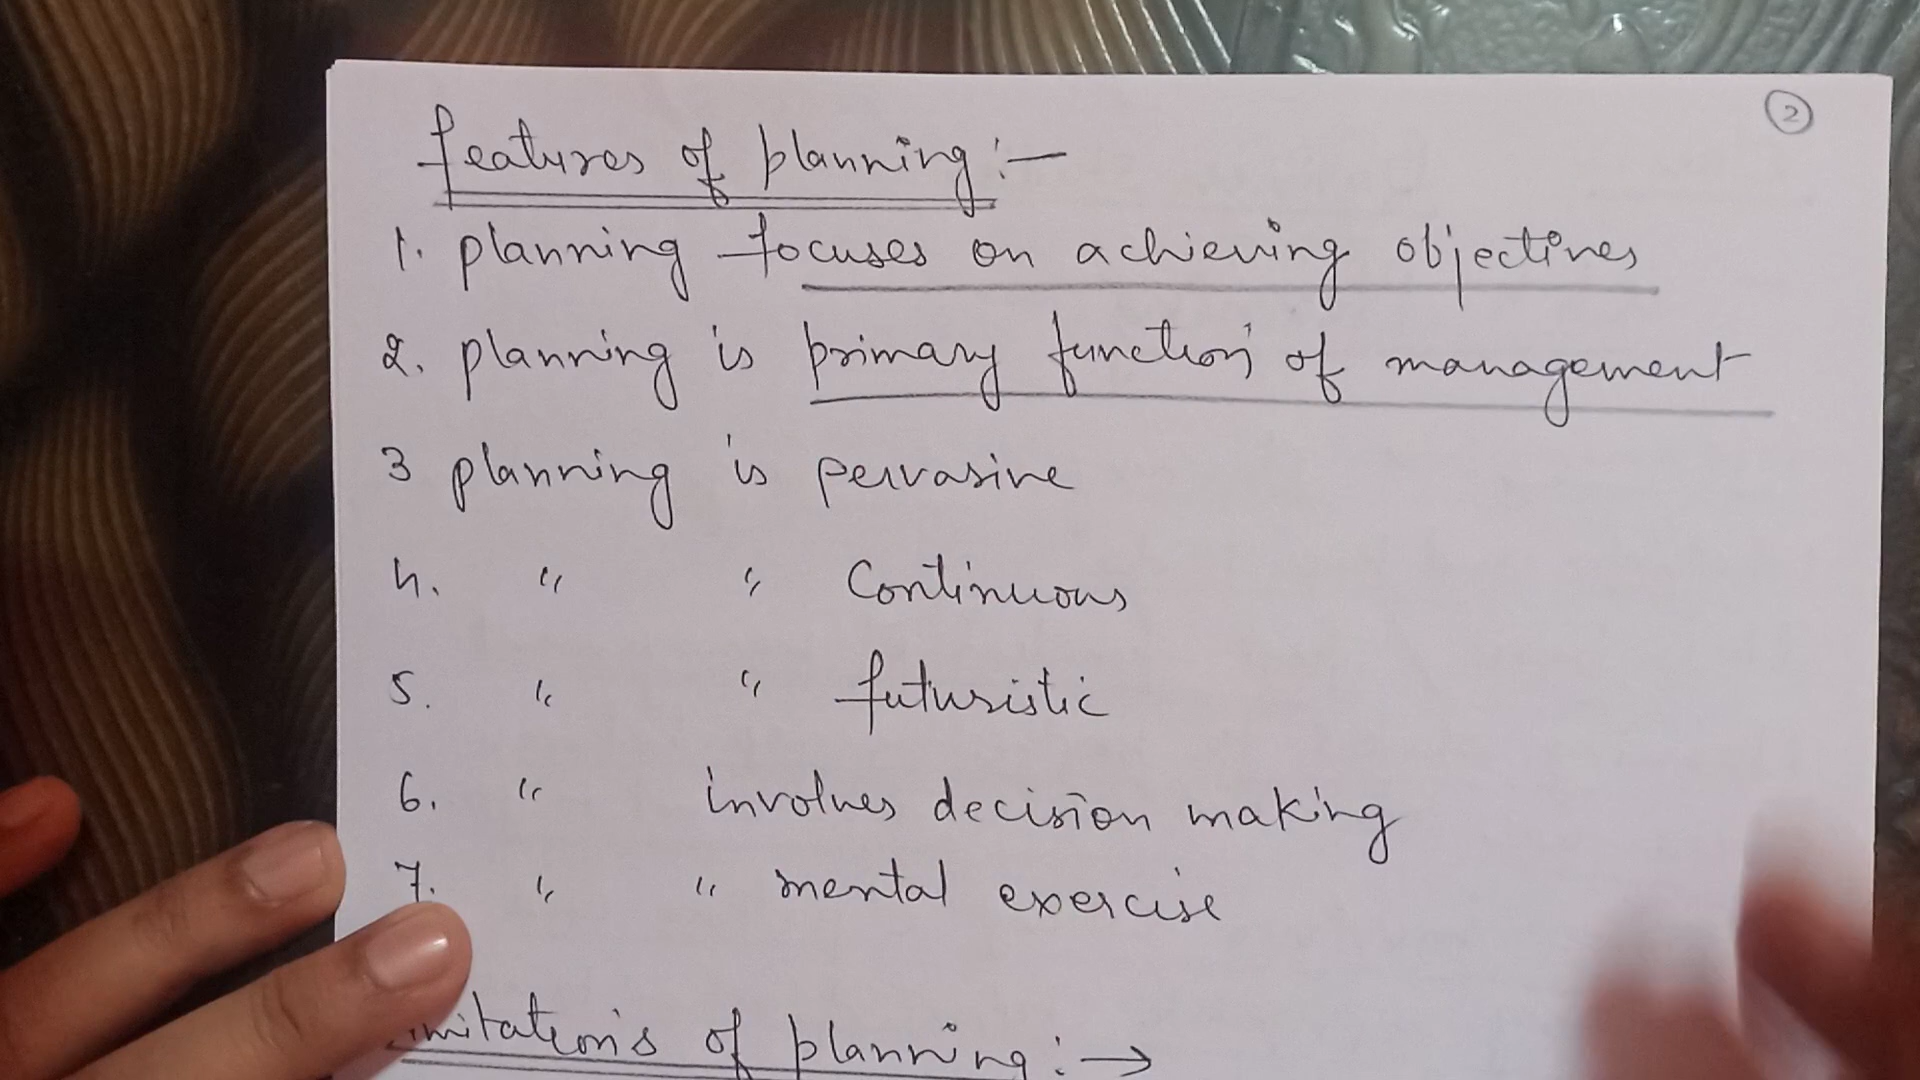 2
features of planning:-
1. planning focuses on achieving objectives
2. planning is primary function of management
3 planning is pervasive
4. " " Continuous
5. " " futuristic
6. " involves decision making
7. " " mental exercise
of planning:→